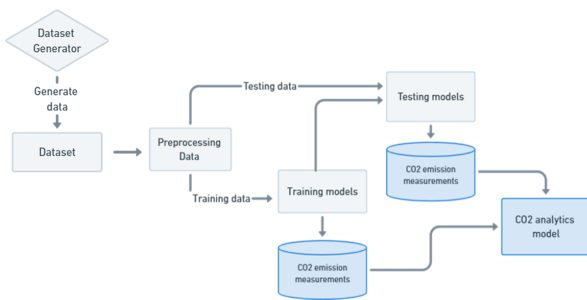 Dataset
Generator
Generate
data
Dataset
Preprocessing
Data
Testing data
Training data
Training models
Testing models
CO2 emission
measurements
CO2 emission
measurements
CO2 analytics
model